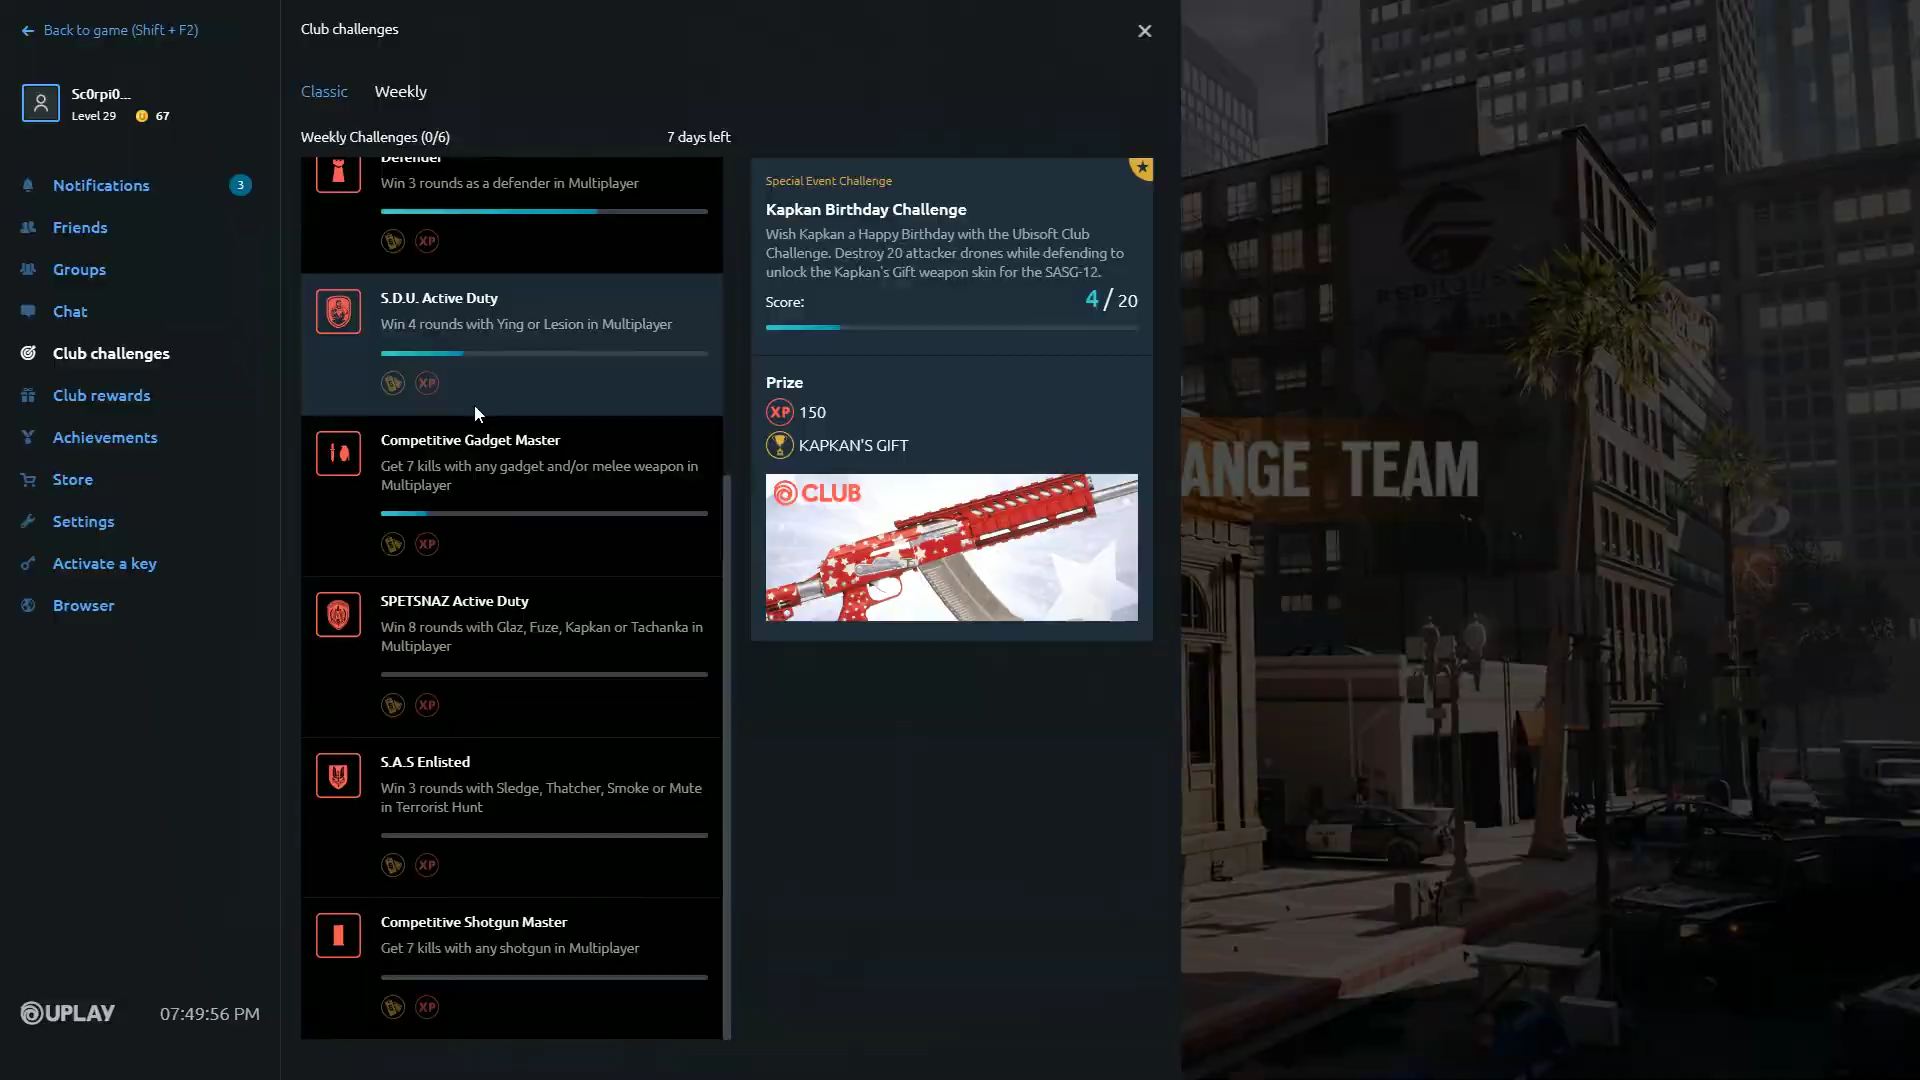 Back to game (Shift + F2)
Sc0rpi0...
Level 29
67
Notifications
3
Friends
Groups
Chat
Club challenges
Club rewards
Achievements
Store
Settings
Activate a key
Browser
UPLAY
07:49:56 PM
Club challenges
Classic
Weekly
Weekly Challenges (0/6)
7 days left
Defender
Win 3 rounds as a defender in Multiplayer
XP
S.D.U. Active Duty
Win 4 rounds with Ying or Lesion in Multiplayer
XP
Competitive Gadget Master
Get 7 kills with any gadget and/or melee weapon in
Multiplayer
XP
SPETSNAZ Active Duty
Win 8 rounds with Glaz, Fuze, Kapkan or Tachanka in
Multiplayer
XP
S.A.S Enlisted
Win 3 rounds with Sledge, Thatcher, Smoke or Mute
in Terrorist Hunt
XP
Competitive Shotgun Master
Get 7 kills with any shotgun in Multiplayer
XP
Special Event Challenge
Kapkan Birthday Challenge
Wish Kapkan a Happy Birthday with the Ubisoft Club
Challenge. Destroy 20 attacker drones while defending to
unlock the Kapkan's Gift weapon skin for the SASG-12.
Score:
4 / 20
Prize
XP 150
KAPKAN'S GIFT
CLUB
ANGE TEAM